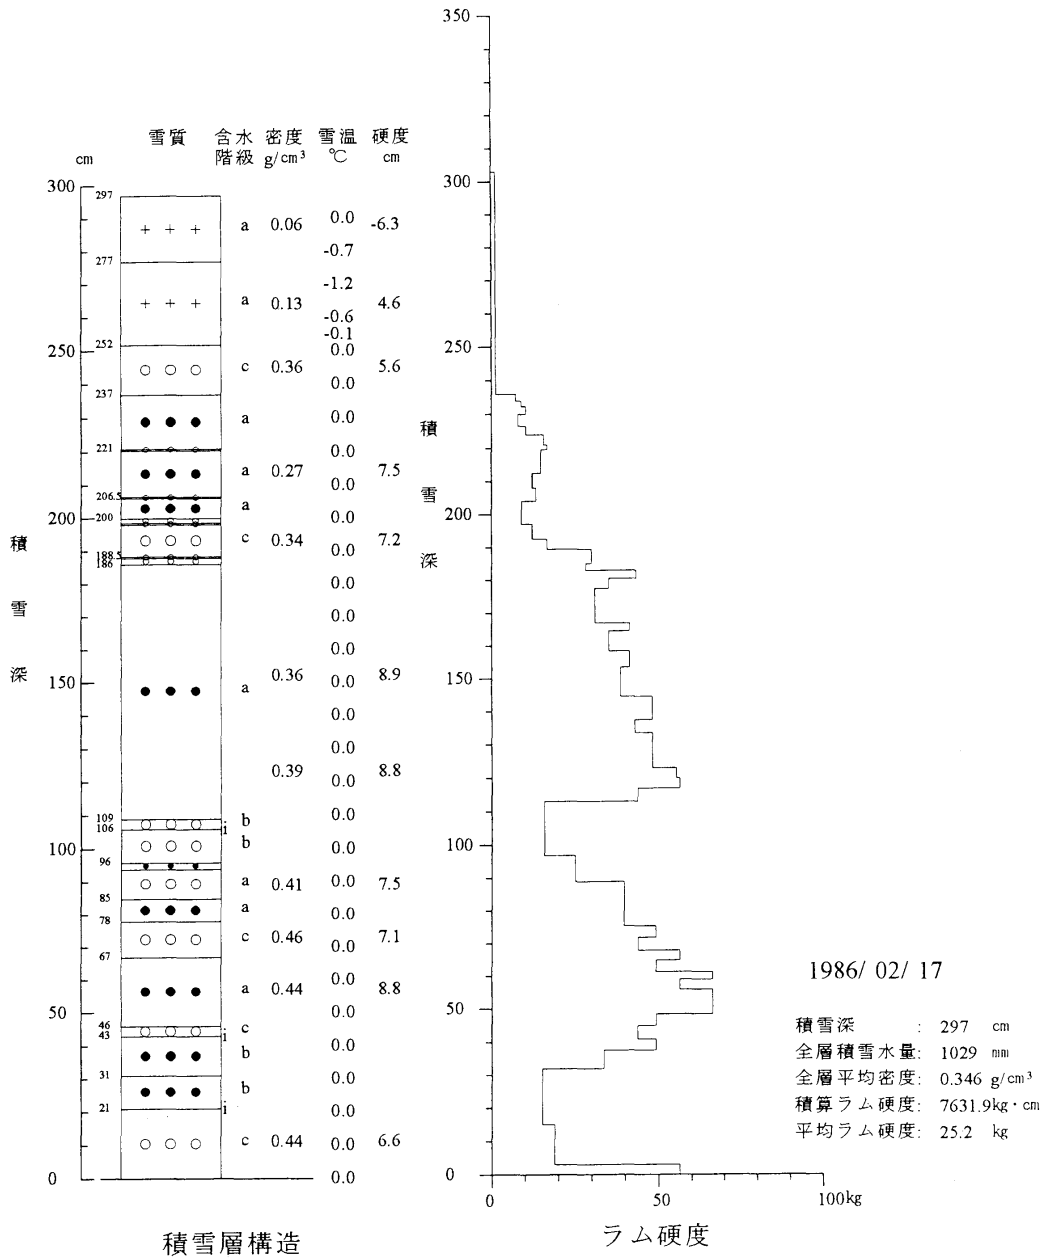 雪質 含水 密度 雪温 硬度
cm 階級 g/cm³ ℃ cm
300
297
a 0.06 0.0 -6.3
-0.7
277
-1.2
a 0.13 4.6
-0.6
-0.1
252
250 0.0
c 0.36 5.6
0.0
237
a 0.0
221 0.0
a 0.27 7.5
0.0
206.5
a
200 200 0.0
c 0.34 7.2
0.0
188.5
186
0.0
0.0
0.0
0.36 8.9
150 a 0.0
0.0
0.0
0.39 8.8
0.0
109 b 0.0
106 i
100 b 0.0
96
a 0.41 0.0 7.5
85
a 0.0
78
c 0.46 7.1
0.0
67
0.0
a 0.44 8.8
50 0.0
46 c
43 i
b 0.0
31 0.0
b
21 i 0.0
c 0.44 0.0 6.6
0 0.0
積雪深
積雪層構造
350
300
250
200
150
100
50
0
積雪深
0 50 100kg
ラム硬度
1986/ 02/ 17
積雪深 : 297 cm
全層積雪水量: 1029 mm
全層平均密度: 0.346 g/cm³
積算ラム硬度: 7631.9kg・cm
平均ラム硬度: 25.2 kg